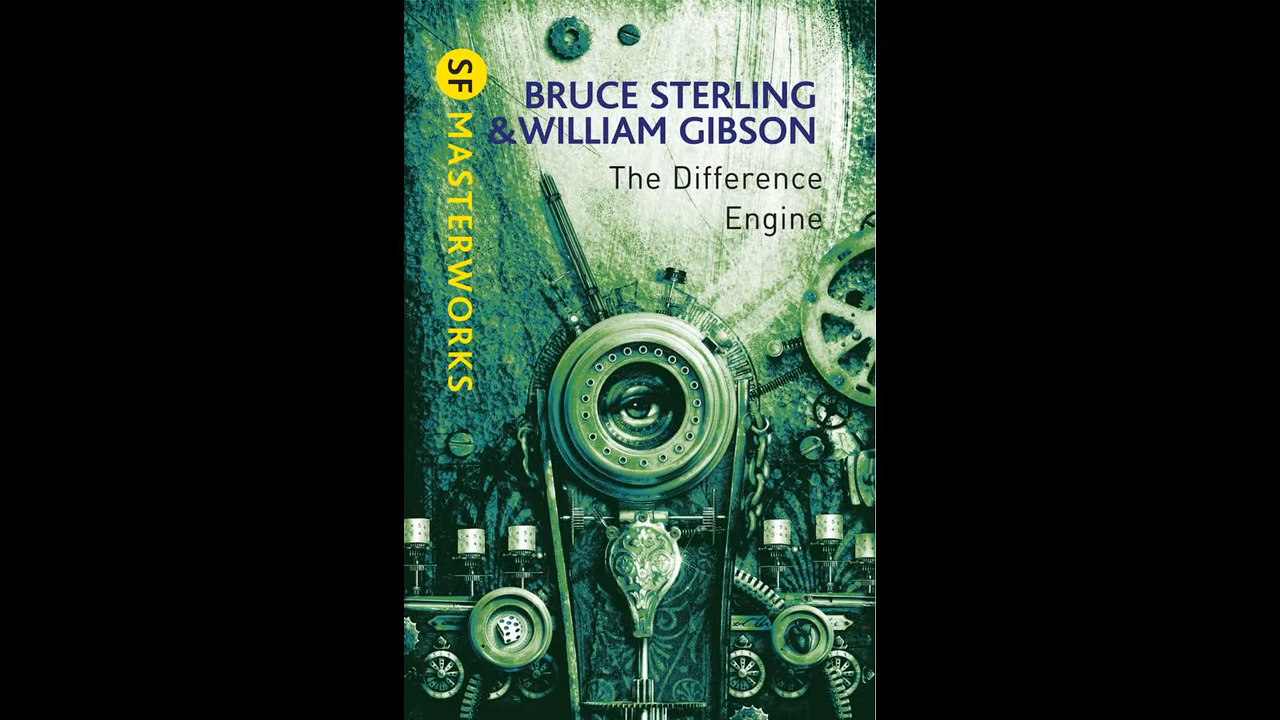 SF MASTERWORKS
BRUCE STERLING
&WILLIAM GIBSON
The Difference
Engine